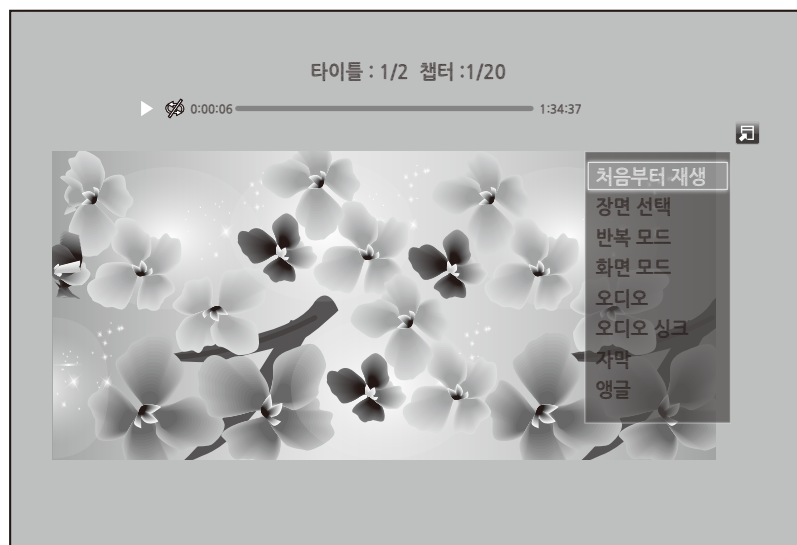 타이틀 : 1/2 챕터 :1/20
0:00:06 1:34:37
처음부터 재생
장면 선택
반복 모드
화면 모드
오디오
오디오 싱크
자막
앵글